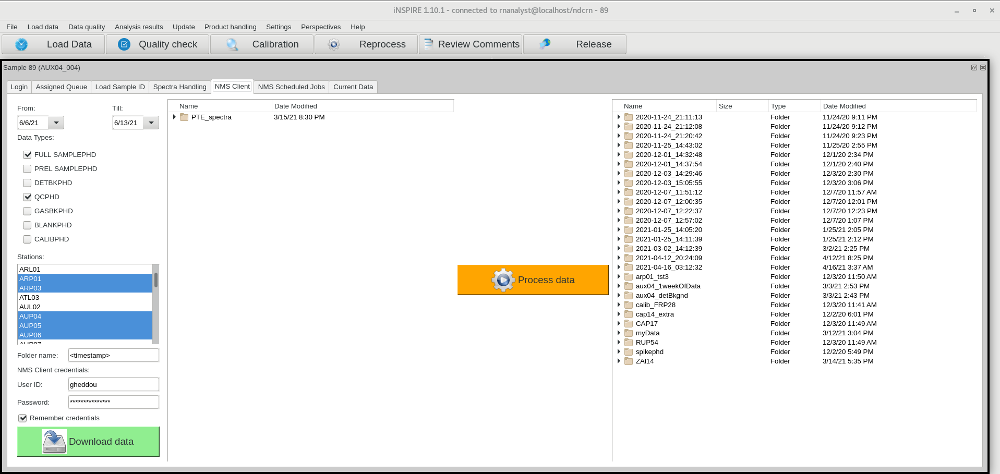 iNSPIRE 1.10.1 - connected to rnanalyst@localhost/ndcrn - 89
File Load data Data quality Analysis results Update Product handling Settings Perspectives Help
Load Data Quality check Calibration Reprocess Review Comments Release
Sample 89 (AUX04_004)
Login Assigned Queue Load Sample ID Spectra Handling NMS Client NMS Scheduled Jobs Current Data
From: Till:
6/6/21 6/13/21
Data Types:
FULL SAMPLEPHD
PREL SAMPLEPHD
DETBKPHD
QCPHD
GASBKPHD
BLANKPHD
CALIBPHD
Stations:
ARL01
ARP01
ARP03
ATL03
AUL02
AUP04
AUP05
AUP06
AUP07
Folder name: <timestamp>
NMS Client credentials:
User ID: gheddou
Password: ***************
Remember credentials
Download data
Name Date Modified
PTE_spectra 3/15/21 8:30 PM
Process data
Name Size Type Date Modified
2020-11-24_21:11:13 Folder 11/24/20 9:11 PM
2020-11-24_21:12:08 Folder 11/24/20 9:12 PM
2020-11-24_21:20:42 Folder 11/24/20 9:23 PM
2020-11-25_14:43:02 Folder 11/25/20 2:55 PM
2020-12-01_14:32:48 Folder 12/1/20 2:34 PM
2020-12-01_14:37:54 Folder 12/1/20 2:40 PM
2020-12-03_14:29:46 Folder 12/3/20 2:30 PM
2020-12-03_15:05:55 Folder 12/3/20 3:06 PM
2020-12-07_11:51:12 Folder 12/7/20 11:57 AM
2020-12-07_12:00:35 Folder 12/7/20 12:01 PM
2020-12-07_12:22:37 Folder 12/7/20 12:23 PM
2020-12-07_12:57:02 Folder 12/7/20 1:07 PM
2021-01-25_14:05:20 Folder 1/25/21 2:05 PM
2021-01-25_14:11:39 Folder 1/25/21 2:12 PM
2021-03-02_14:12:39 Folder 3/2/21 2:25 PM
2021-04-12_20:24:09 Folder 4/12/21 8:25 PM
2021-04-16_03:12:32 Folder 4/16/21 3:37 AM
arp01_tst3 Folder 12/3/20 11:50 AM
aux04_1weekOfData Folder 3/3/21 2:53 PM
aux04_detBkgnd Folder 3/3/21 2:43 PM
calib_FRP28 Folder 12/3/20 11:41 AM
cap14_extra Folder 12/2/20 6:01 PM
CAP17 Folder 12/3/20 11:49 AM
myData Folder 3/12/21 3:04 PM
RUP54 Folder 12/3/20 11:49 AM
spikephd Folder 12/2/20 5:49 PM
ZAI14 Folder 3/14/21 5:35 PM